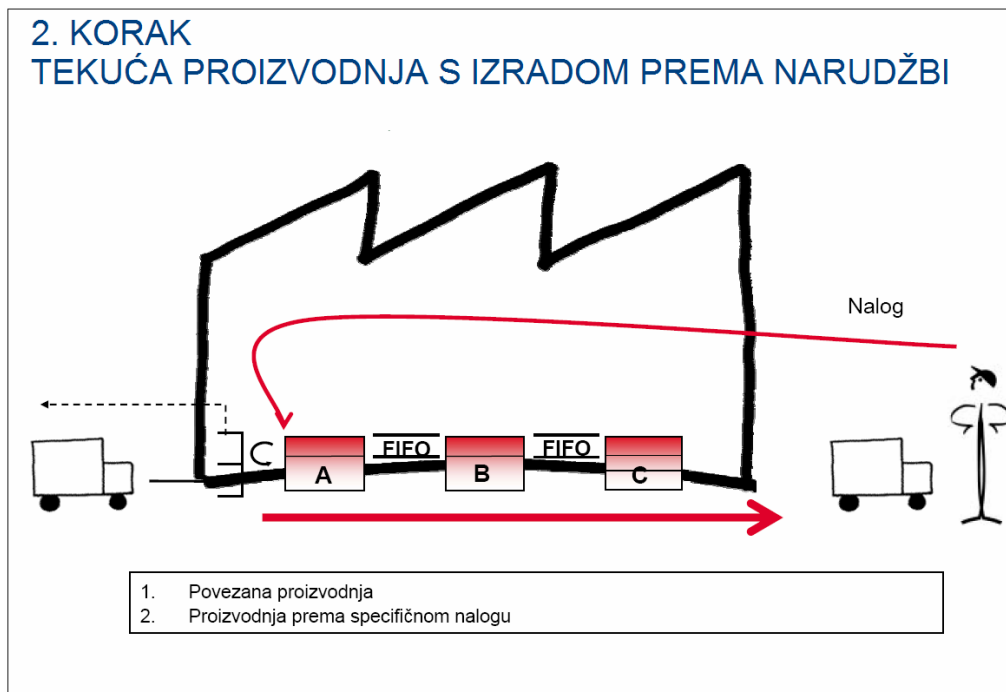 2. KORAK
TEKUĆA PROIZVODNJA S IZRADOM PREMA NARUDŽBI
Nalog
FIFO FIFO
A B C
1. Povezana proizvodnja
2. Proizvodnja prema specifičnom nalogu